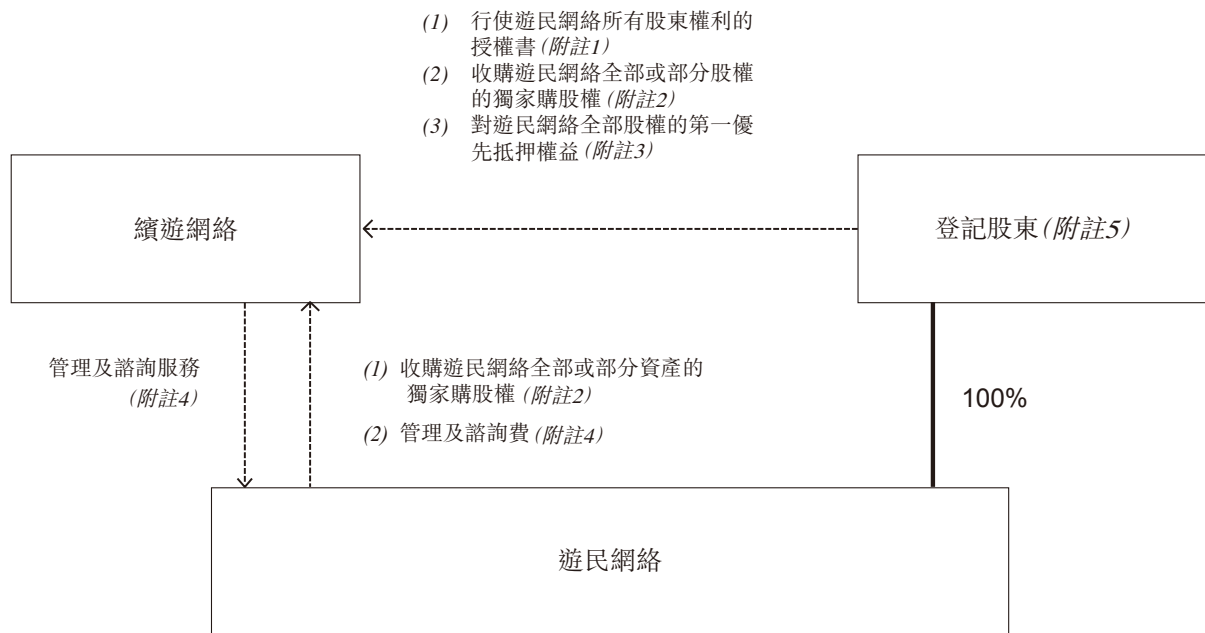 (1) 行使遊民網絡所有股東權利的
授權書(附註1)
(2) 收購遊民網絡全部或部分股權
的獨家購股權(附註2)
(3) 對遊民網絡全部股權的第一優
先抵押權益(附註3)
繽遊網絡
登記股東(附註5)
管理及諮詢服務
(附註4)
(1) 收購遊民網絡全部或部分資產的
獨家購股權(附註2)
(2) 管理及諮詢費(附註4)
100%
遊民網絡